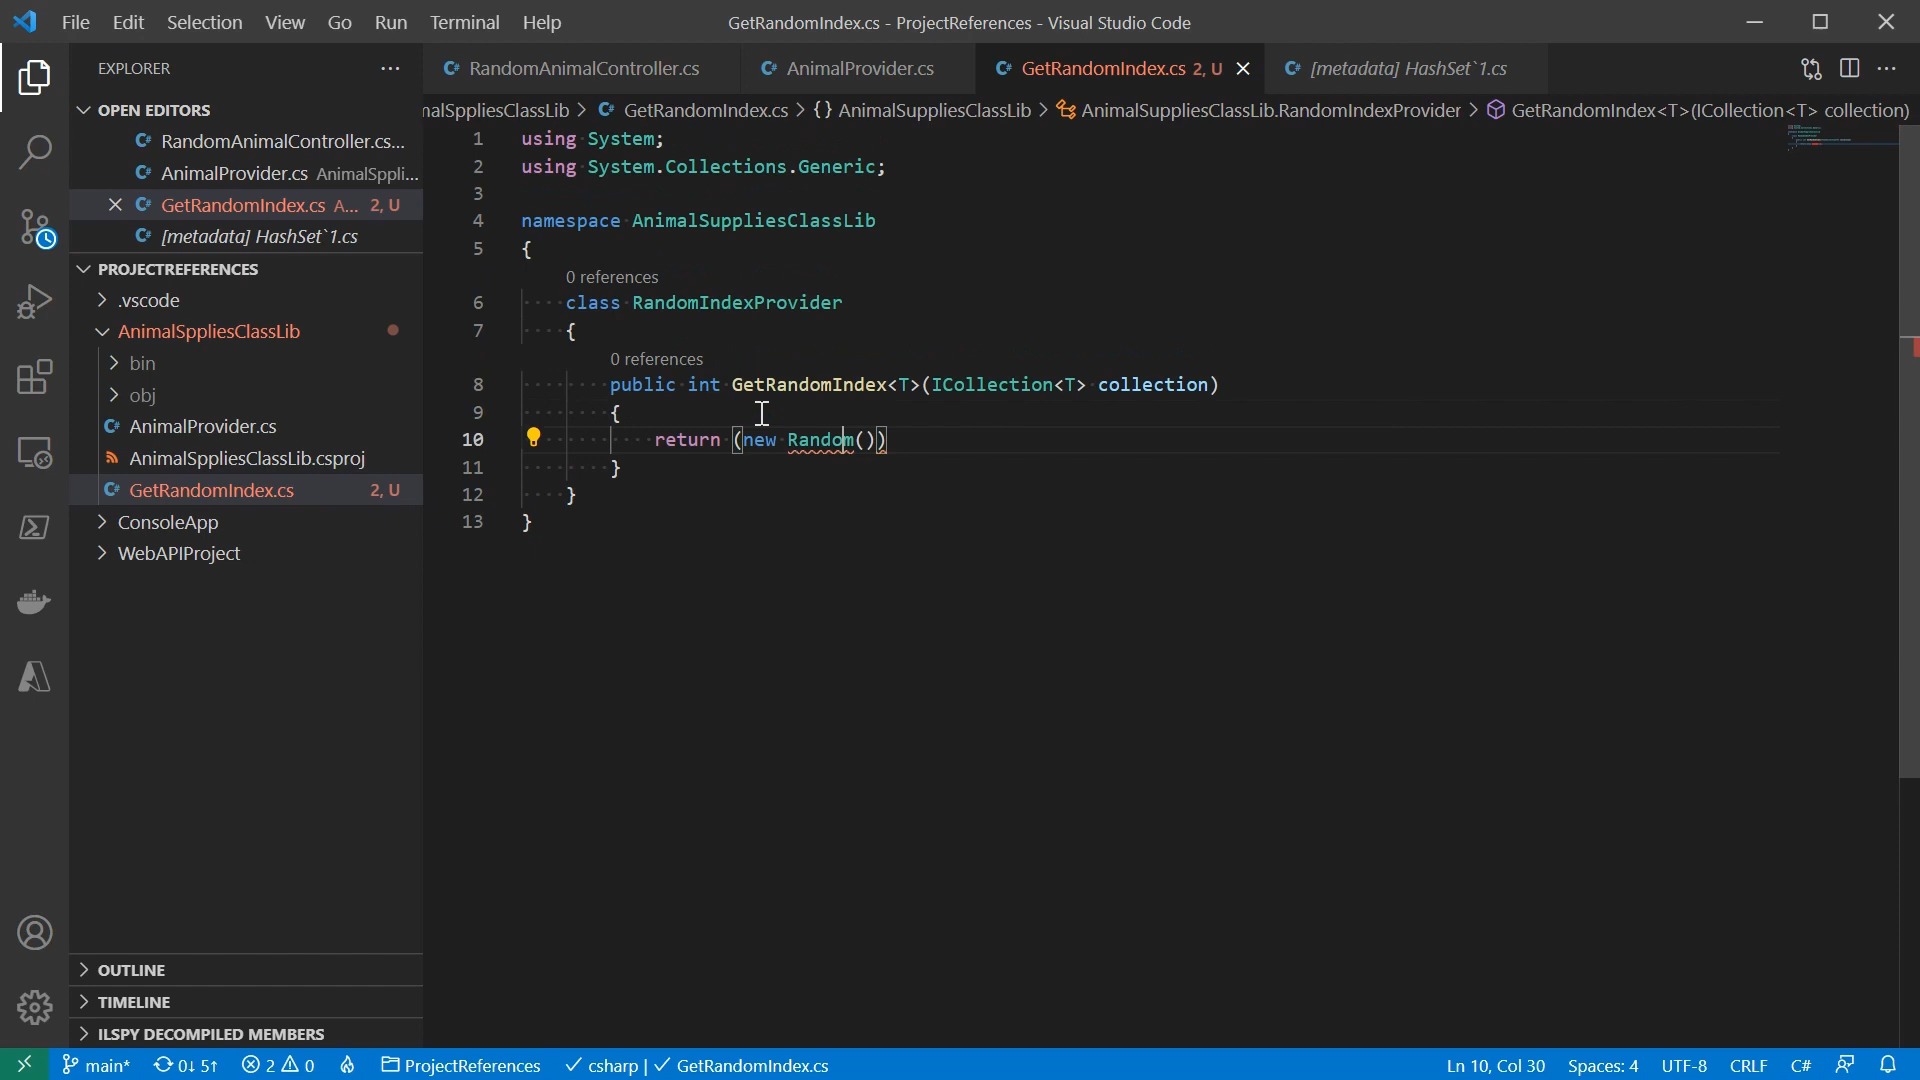 File Edit Selection View Go Run Terminal Help
GetRandomIndex.cs - ProjectReferences - Visual Studio Code
EXPLORER
RandomAnimalController.cs
AnimalProvider.cs
GetRandomIndex.cs 2, U
[metadata] HashSet`1.cs
malSppliesClassLib > GetRandomIndex.cs > {} AnimalSuppliesClassLib > AnimalSuppliesClassLib.RandomIndexProvider > GetRandomIndex<T>(ICollection<T> collection)
OPEN EDITORS
RandomAnimalController.cs...
AnimalProvider.cs AnimalSppli...
GetRandomIndex.cs A... 2, U
[metadata] HashSet`1.cs
PROJECTREFERENCES
.vscode
AnimalSppliesClassLib
bin
obj
AnimalProvider.cs
AnimalSppliesClassLib.csproj
GetRandomIndex.cs 2, U
ConsoleApp
WebAPIProject
OUTLINE
TIMELINE
ILSPY DECOMPILED MEMBERS
1 using System;
2 using System.Collections.Generic;
3
4 namespace AnimalSuppliesClassLib
5 {
0 references
6 class RandomIndexProvider
7 {
0 references
8 public int GetRandomIndex<T>(ICollection<T> collection)
9 {
10 return (new Random())
11 }
12 }
13 }
main* 0↓ 5↑ 2 0 ProjectReferences csharp | GetRandomIndex.cs Ln 10, Col 30 Spaces: 4 UTF-8 CRLF C#